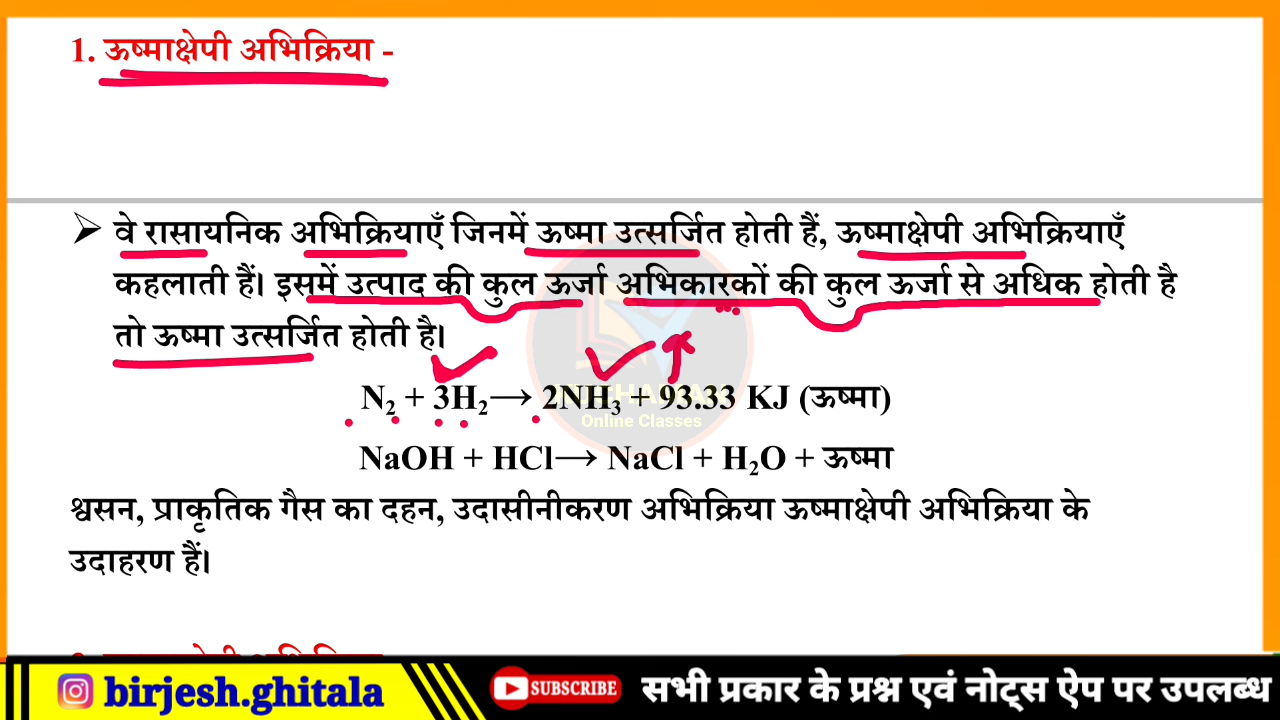 1. ऊष्माक्षेपी अभिक्रिया -
➢ वे रासायनिक अभिक्रियाएँ जिनमें ऊष्मा उत्सर्जित होती हैं, ऊष्माक्षेपी अभिक्रियाएँ
कहलाती हैं। इसमें उत्पाद की कुल ऊर्जा अभिकारकों की कुल ऊर्जा से अधिक होती है
तो ऊष्मा उत्सर्जित होती है।
N₂ + 3H₂⟶ 2NH₃ + 93.33 KJ (ऊष्मा)
Online Classes
NaOH + HCl⟶ NaCl + H₂O + ऊष्मा
श्वसन, प्राकृतिक गैस का दहन, उदासीनीकरण अभिक्रिया ऊष्माक्षेपी अभिक्रिया के
उदाहरण हैं।
birjesh.ghitala SUBSCRIBE सभी प्रकार के प्रश्न एवं नोट्स ऐप पर उपलब्ध